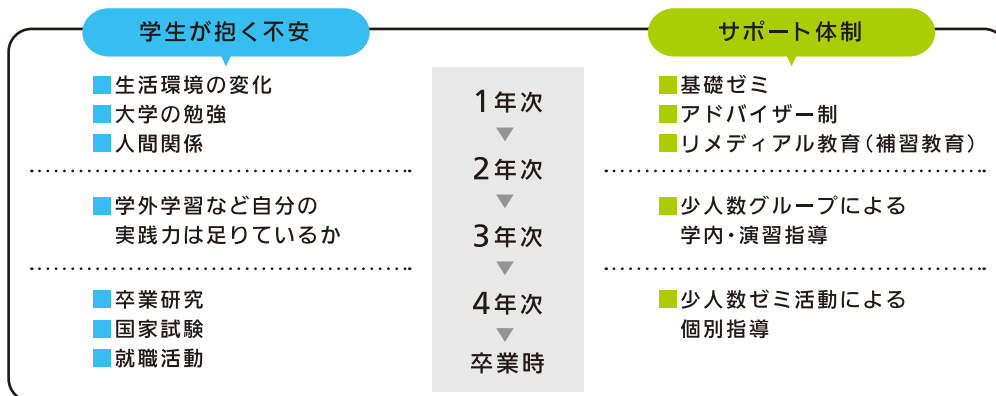 学生が抱く不安
生活環境の変化
大学の勉強
人間関係
学外学習など自分の
実践力は足りているか
卒業研究
国家試験
就職活動
1年次
2年次
3年次
4年次
卒業時
サポート体制
基礎ゼミ
アドバイザー制
リメディアル教育（補習教育）
少人数グループによる
学内・演習指導
少人数ゼミ活動による
個別指導